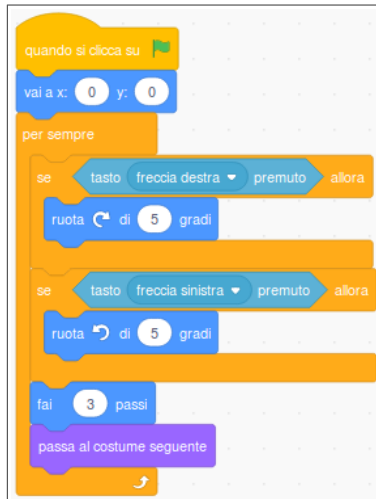 quando si clicca su
vai a x: 0 y: 0
per sempre
se tasto freccia destra premuto allora
ruota di 5 gradi
se tasto freccia sinistra premuto allora
ruota di 5 gradi
fai 3 passi
passa al costume seguente